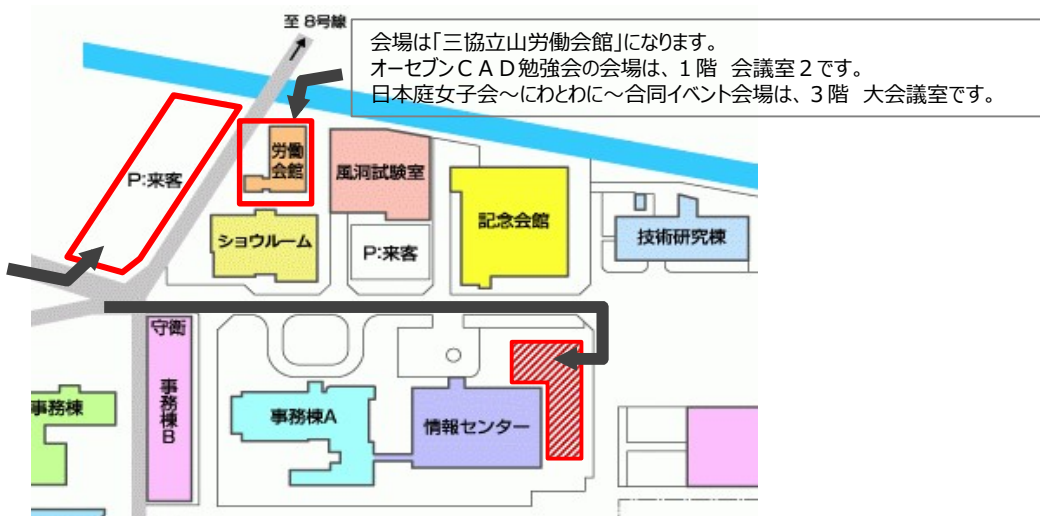 至 8号線
会場は「三協立山労働会館」になります。
オーセブンＣＡＤ勉強会の会場は、１階 会議室２です。
日本庭女子会～にわとわに～合同イベント会場は、３階 大会議室です。
P:来客
労働
会館
風洞試験室
記念会館
技術研究棟
ショウルーム
P:来客
守衛
事務棟B
事務棟
事務棟A
情報センター